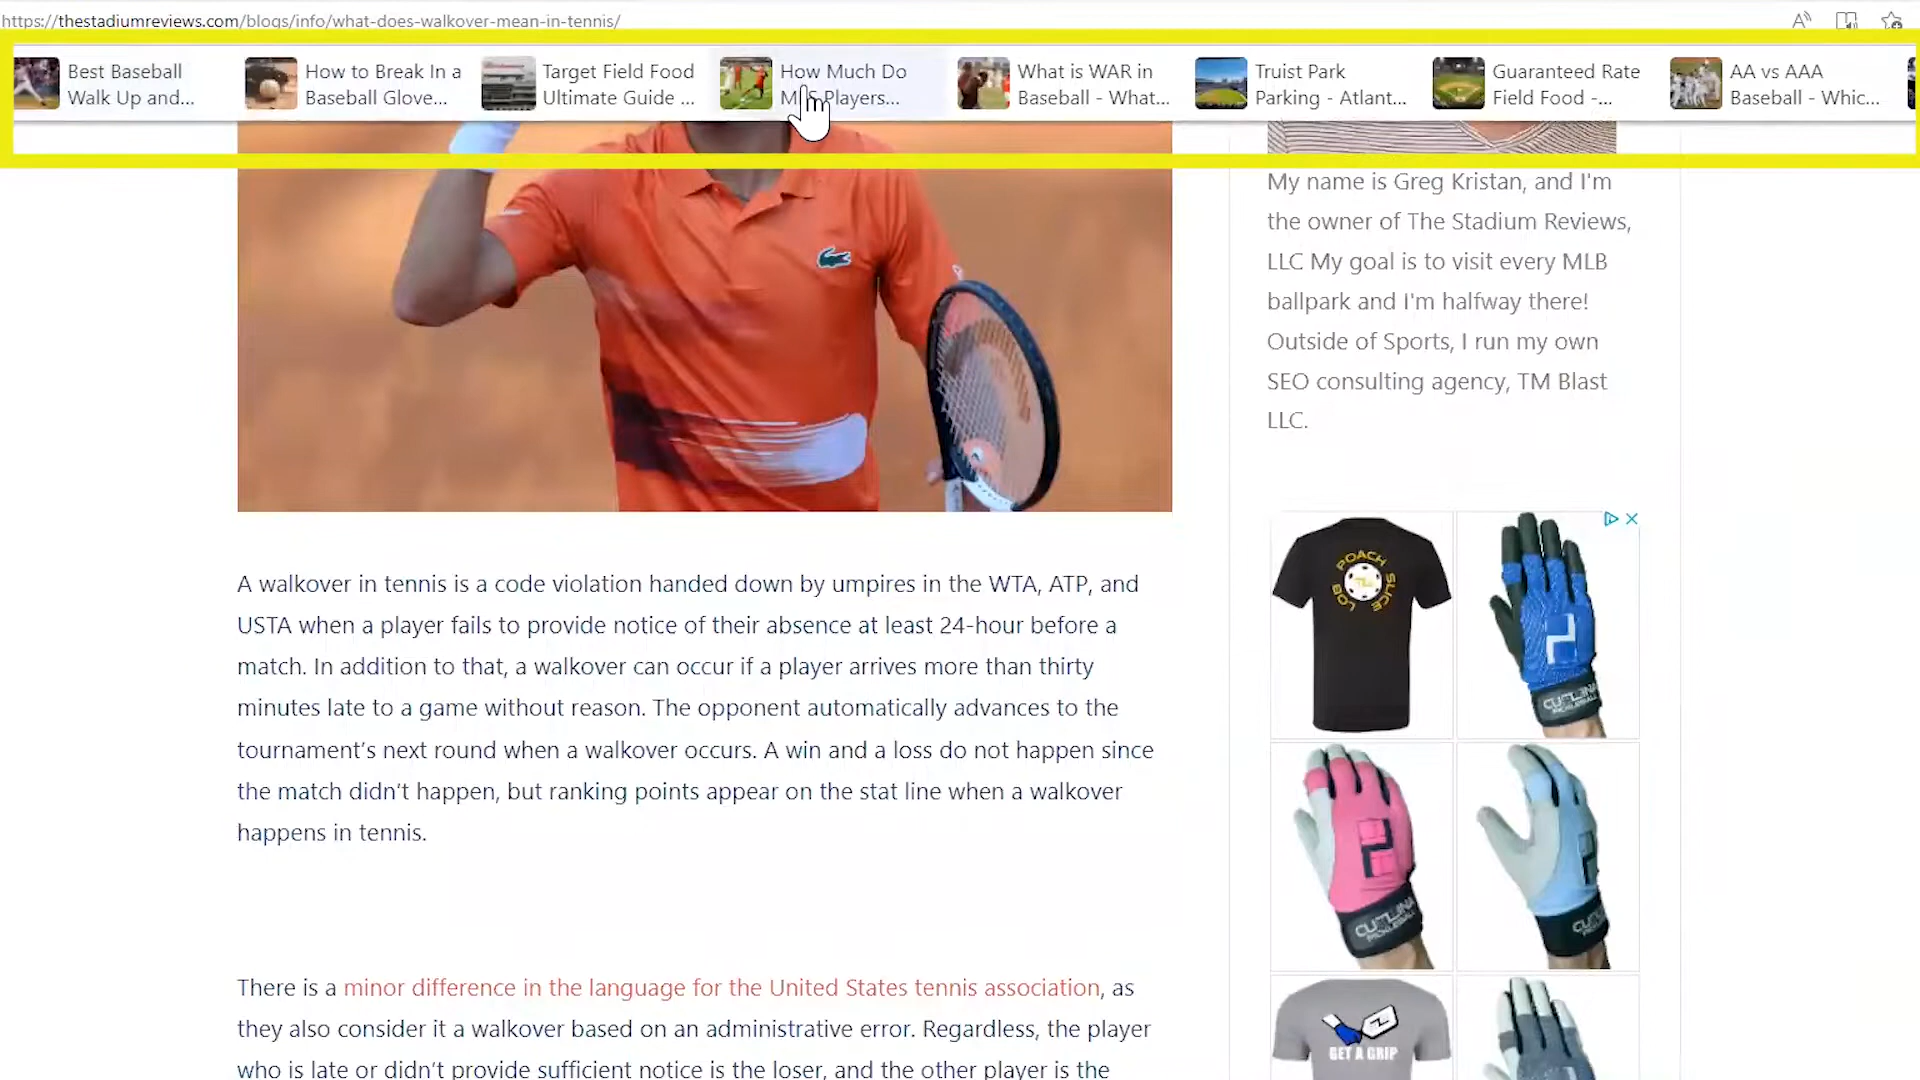 https://thestadiumreviews.com/blogs/info/what-does-walkover-mean-in-tennis/
Best Baseball
Walk Up and...
How to Break In a
Baseball Glove...
Target Field Food
Ultimate Guide ...
How Much Do
Players...
What is WAR in
Baseball - What...
Truist Park
Parking - Atlant...
Guaranteed Rate
Field Food -...
AA vs AAA
Baseball - Whic...
My name is Greg Kristan, and I'm
the owner of The Stadium Reviews,
LLC My goal is to visit every MLB
ballpark and I'm halfway there!
Outside of Sports, I run my own
SEO consulting agency, TM Blast
LLC.
A walkover in tennis is a code violation handed down by umpires in the WTA, ATP, and
USTA when a player fails to provide notice of their absence at least 24-hour before a
match. In addition to that, a walkover can occur if a player arrives more than thirty
minutes late to a game without reason. The opponent automatically advances to the
tournament’s next round when a walkover occurs. A win and a loss do not happen since
the match didn’t happen, but ranking points appear on the stat line when a walkover
happens in tennis.
There is a minor difference in the language for the United States tennis association, as
they also consider it a walkover based on an administrative error. Regardless, the player
who is late or didn’t provide sufficient notice is the loser, and the other player is the
POACH
SLICE
LOB
GET A GRIP